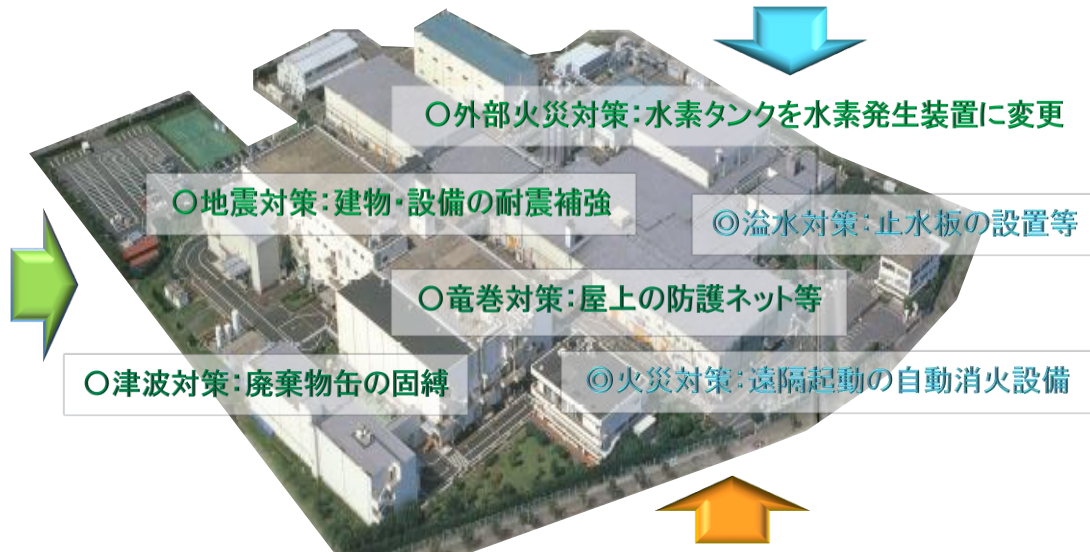 〇外部火災対策：水素タンクを水素発生装置に変更
〇地震対策：建物・設備の耐震補強
◎溢水対策：止水板の設置等
〇竜巻対策：屋上の防護ネット等
〇津波対策：廃棄物缶の固縛
◎火災対策：遠隔起動の自動消火設備